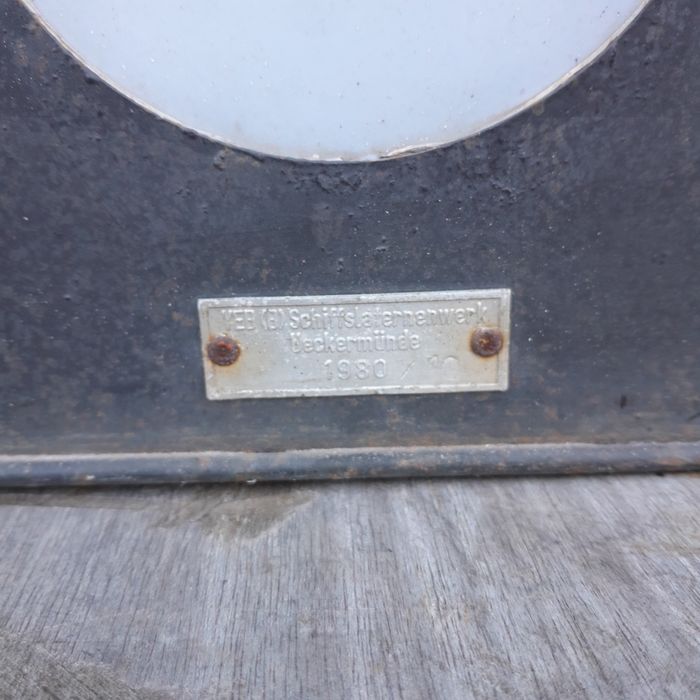 VEB (B) Schiffslaternenwerk
Ueckermünde
1980 / 10